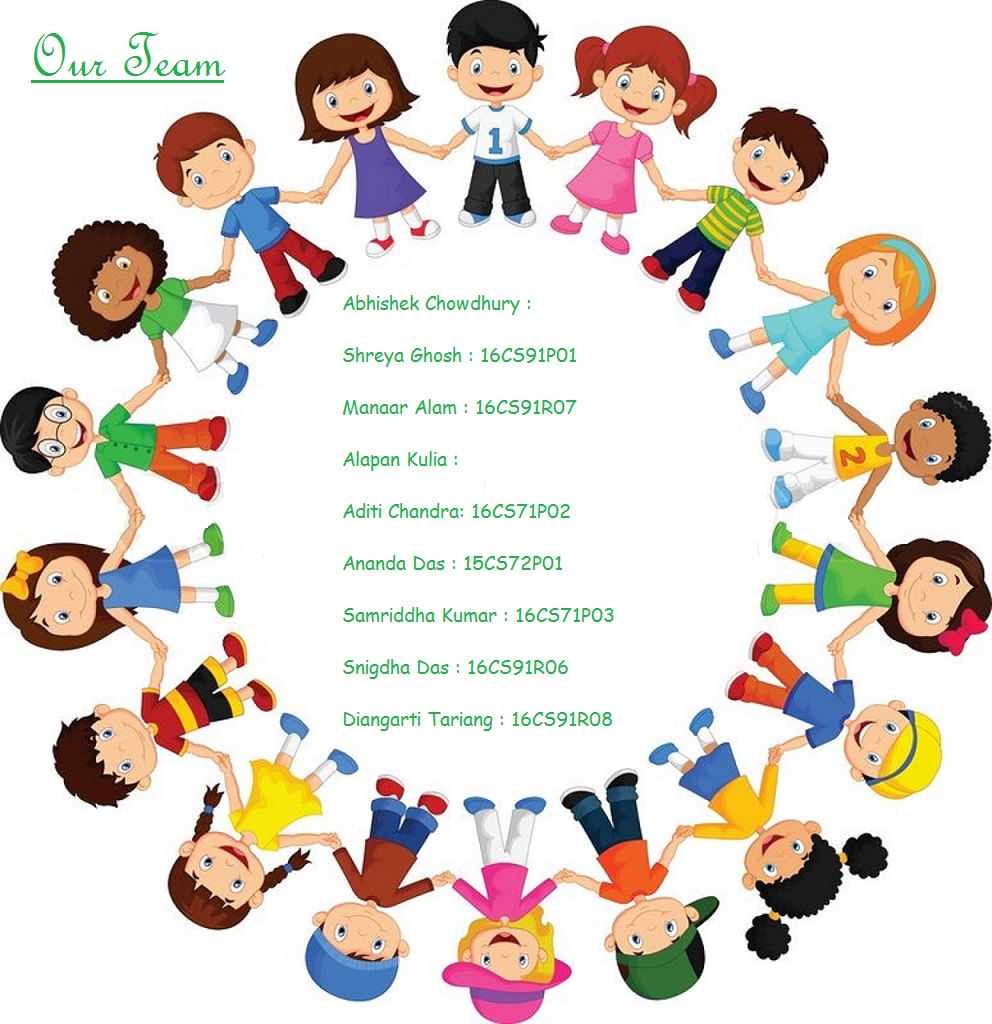 Our Team
1
Abhishek Chowdhury :
Shreya Ghosh : 16CS91P01
Manaar Alam : 16CS91R07
Alapan Kulia :
2
Aditi Chandra: 16CS71P02
Ananda Das : 15CS72P01
Samriddha Kumar : 16CS71P03
Snigdha Das : 16CS91R06
Diangarti Tariang : 16CS91R08